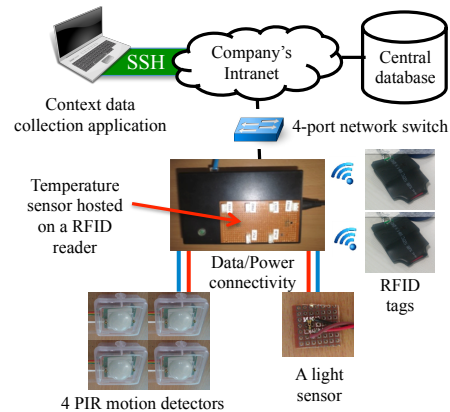 SSH
Company's
Intranet
Central
database
Context data
collection application
4-port network switch
Temperature
sensor hosted
on a RFID
reader
Data/Power
connectivity
RFID
tags
4 PIR motion detectors
A light
sensor